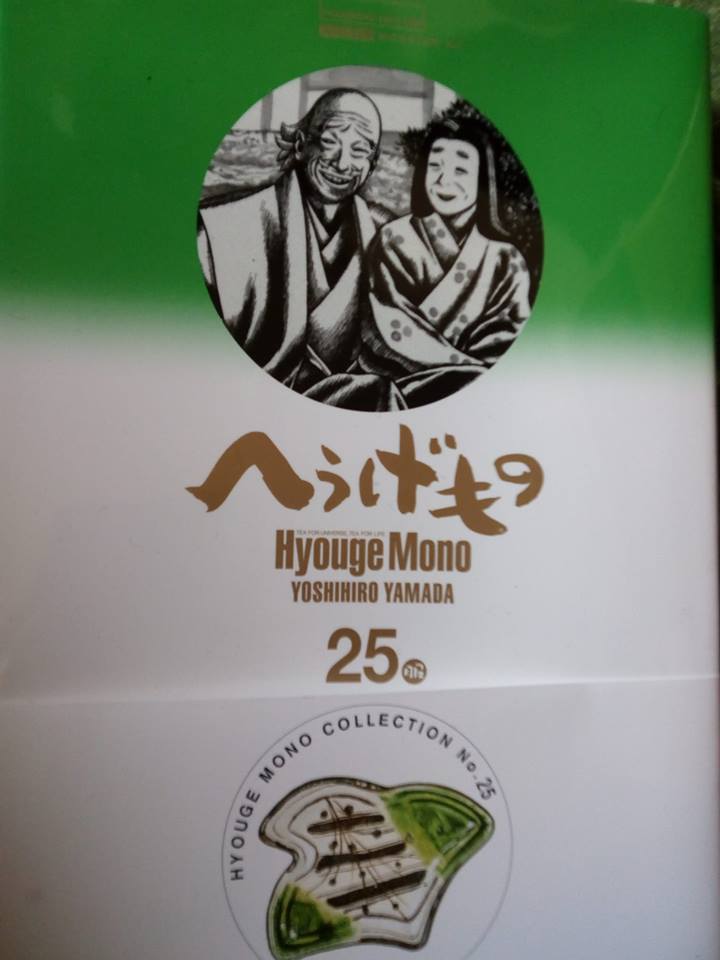 へうげもの
TEA FOR UNIVERSE, TEA FOR LIFE
Hyouge Mono
YOSHIHIRO YAMADA
25
HYOUGE MONO COLLECTION No.25